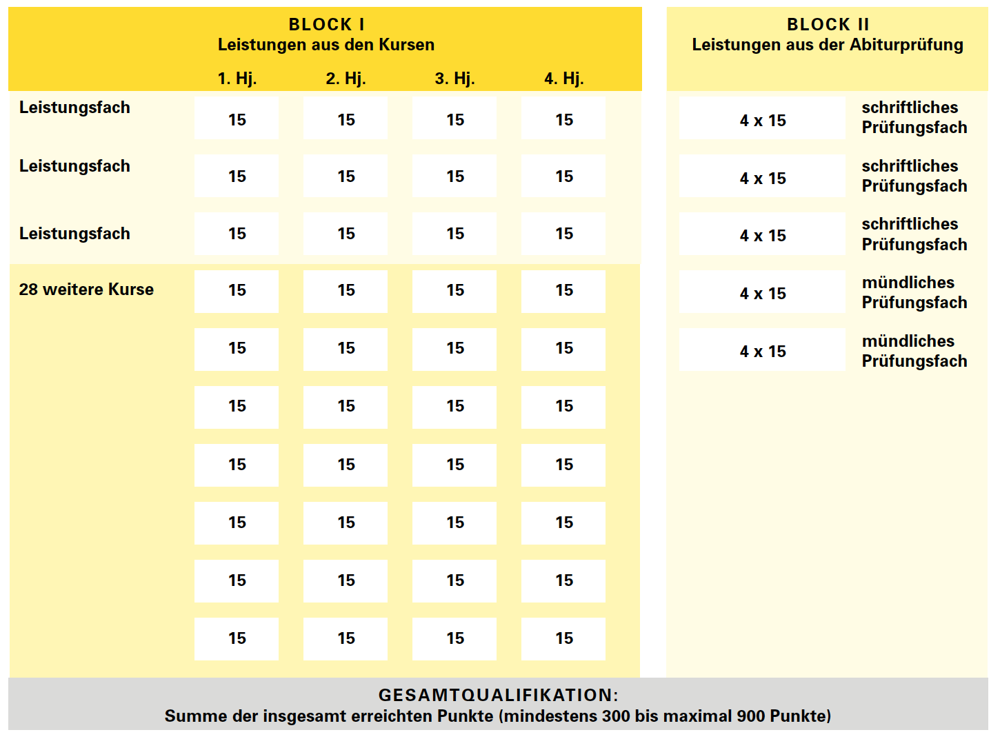 BLOCK I
Leistungen aus den Kursen
1. Hj. 2. Hj. 3. Hj. 4. Hj.
Leistungsfach 15 15 15 15
Leistungsfach 15 15 15 15
Leistungsfach 15 15 15 15
28 weitere Kurse 15 15 15 15
15 15 15 15
15 15 15 15
15 15 15 15
15 15 15 15
15 15 15 15
15 15 15 15
BLOCK II
Leistungen aus der Abiturprüfung
4 x 15 schriftliches
Prüfungsfach
4 x 15 schriftliches
Prüfungsfach
4 x 15 schriftliches
Prüfungsfach
4 x 15 mündliches
Prüfungsfach
4 x 15 mündliches
Prüfungsfach
GESAMTQUALIFIKATION:
Summe der insgesamt erreichten Punkte (mindestens 300 bis maximal 900 Punkte)